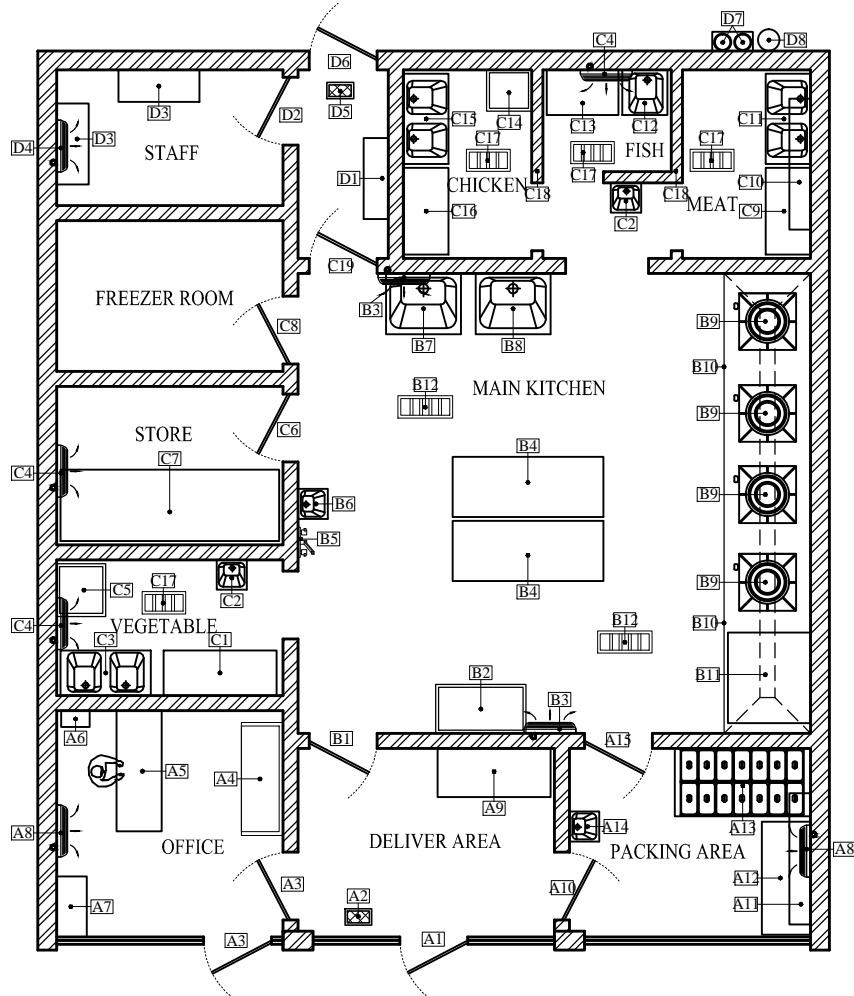 D7
D8
C4
D6
D5
D3
D2
D3
D4
STAFF
C15
C14
C13
C12
C11
C17
C17
C17
FISH
D1
CHICKEN
C18
C18
C10
C16
C2
MEAT
C9
C19
B3
B7
B8
FREEZER ROOM
C8
B9
B10
B12
MAIN KITCHEN
B9
STORE
C6
C7
B4
C4
B9
B6
B5
B4
B9
C5
C17
C2
C4
VEGETABLE
B12
B10
C3
C1
B2
B3
B11
A6
B1
A15
A5
A4
A9
A13
A8
OFFICE
DELIVER AREA
A14
PACKING AREA
A8
A3
A10
A12
A7
A2
A11
A3
A1